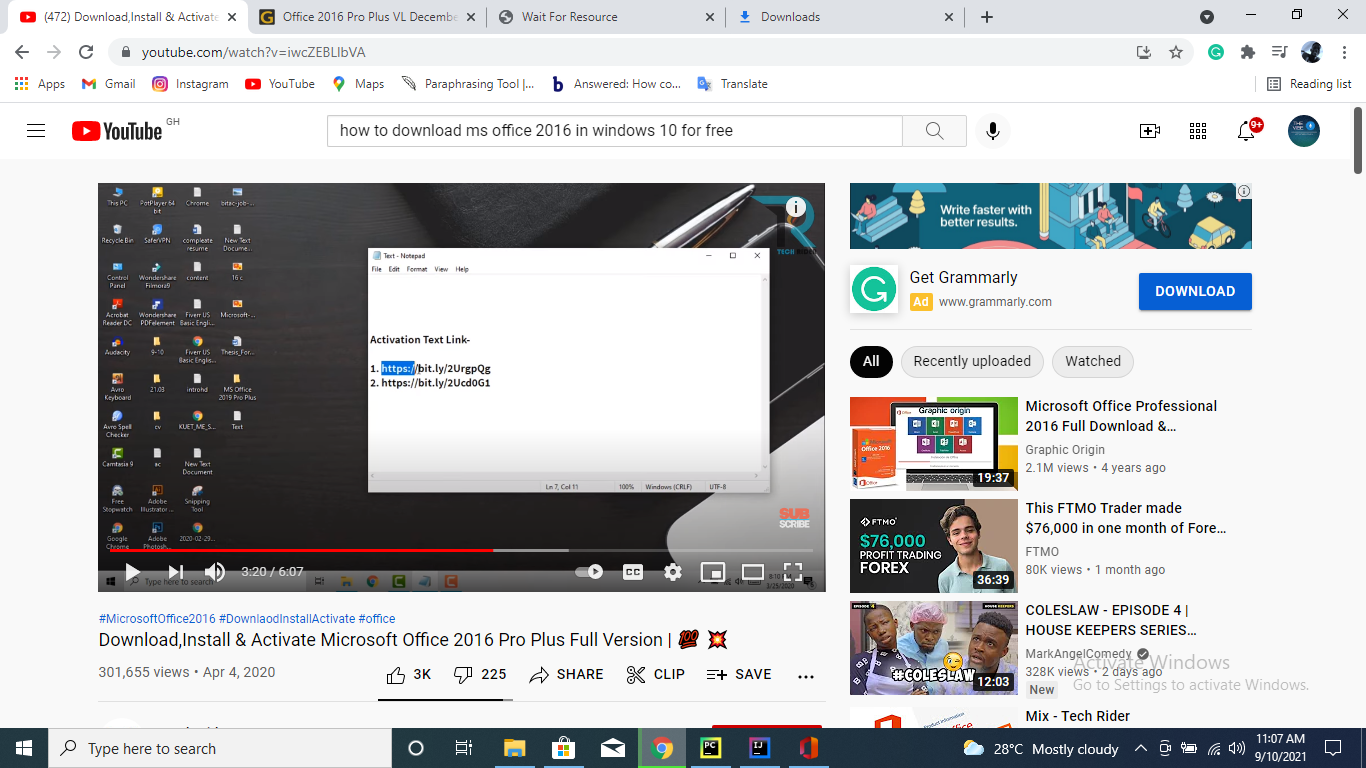 (472) Download,Install & Activate
Office 2016 Pro Plus VL Decembe
Wait For Resource
Downloads
youtube.com/watch?v=iwcZEBLlbVA
Apps
Gmail
Instagram
YouTube
Maps
Paraphrasing Tool |...
Answered: How co...
Translate
Reading list
YouTube GH
how to download ms office 2016 in windows 10 for free
9+
This PC
PotPlayer 64 bit
Chrome
bitac-job-...
Recycle Bin
SaferVPN
compleate resume
New Text Docume...
Control Panel
Wondershare Filmora9
content
16 c
Acrobat Reader DC
Wondershare PDFelement
Fiverr US Basic Engli...
Microsoft-...
Audacity
9-10
Fiverr US Basic Englis...
Thesis_For...
Avro Keyboard
21.03
introhd
MS Office 2019 Pro Plus
Avro Spell Checker
cv
KUET_ME_S...
Text
Camtasia 9
ac
New Text Document
Free Stopwatch
Adobe Illustrator ...
Snipping Tool
Google Chrome
Adobe Photosh...
2020-02-29...
Text - Notepad
File Edit Format View Help
Activation Text Link-
1. https://bit.ly/2UrgpQg
2. https://bit.ly/2Ucd0G1
Ln 7, Col 11
100%
Windows (CRLF)
UTF-8
SUB
SCRIBE
Type here to search
3:20 / 6:07
CC
#MicrosoftOffice2016 #DownlaodInstallActivate #office
Download,Install & Activate Microsoft Office 2016 Pro Plus Full Version | 💯 💥
301,655 views • Apr 4, 2020
3K
225
SHARE
CLIP
SAVE
Write faster with
better results.
Get Grammarly
Ad www.grammarly.com
DOWNLOAD
All
Recently uploaded
Watched
Graphic origin
Office 2016
19:37
Microsoft Office Professional
2016 Full Download &...
Graphic Origin
2.1M views • 4 years ago
FTMO
$76,000
PROFIT TRADING
FOREX
36:39
This FTMO Trader made
$76,000 in one month of Fore...
FTMO
80K views • 1 month ago
EPISODE 4
HOUSE KEEPERS
#COLESLAW
12:03
COLESLAW - EPISODE 4 |
HOUSE KEEPERS SERIES...
MarkAngelComedy
328K views • 2 days ago
New
Mix - Tech Rider
Activate Windows
Go to Settings to activate Windows.
Type here to search
28°C Mostly cloudy
11:07 AM
9/10/2021